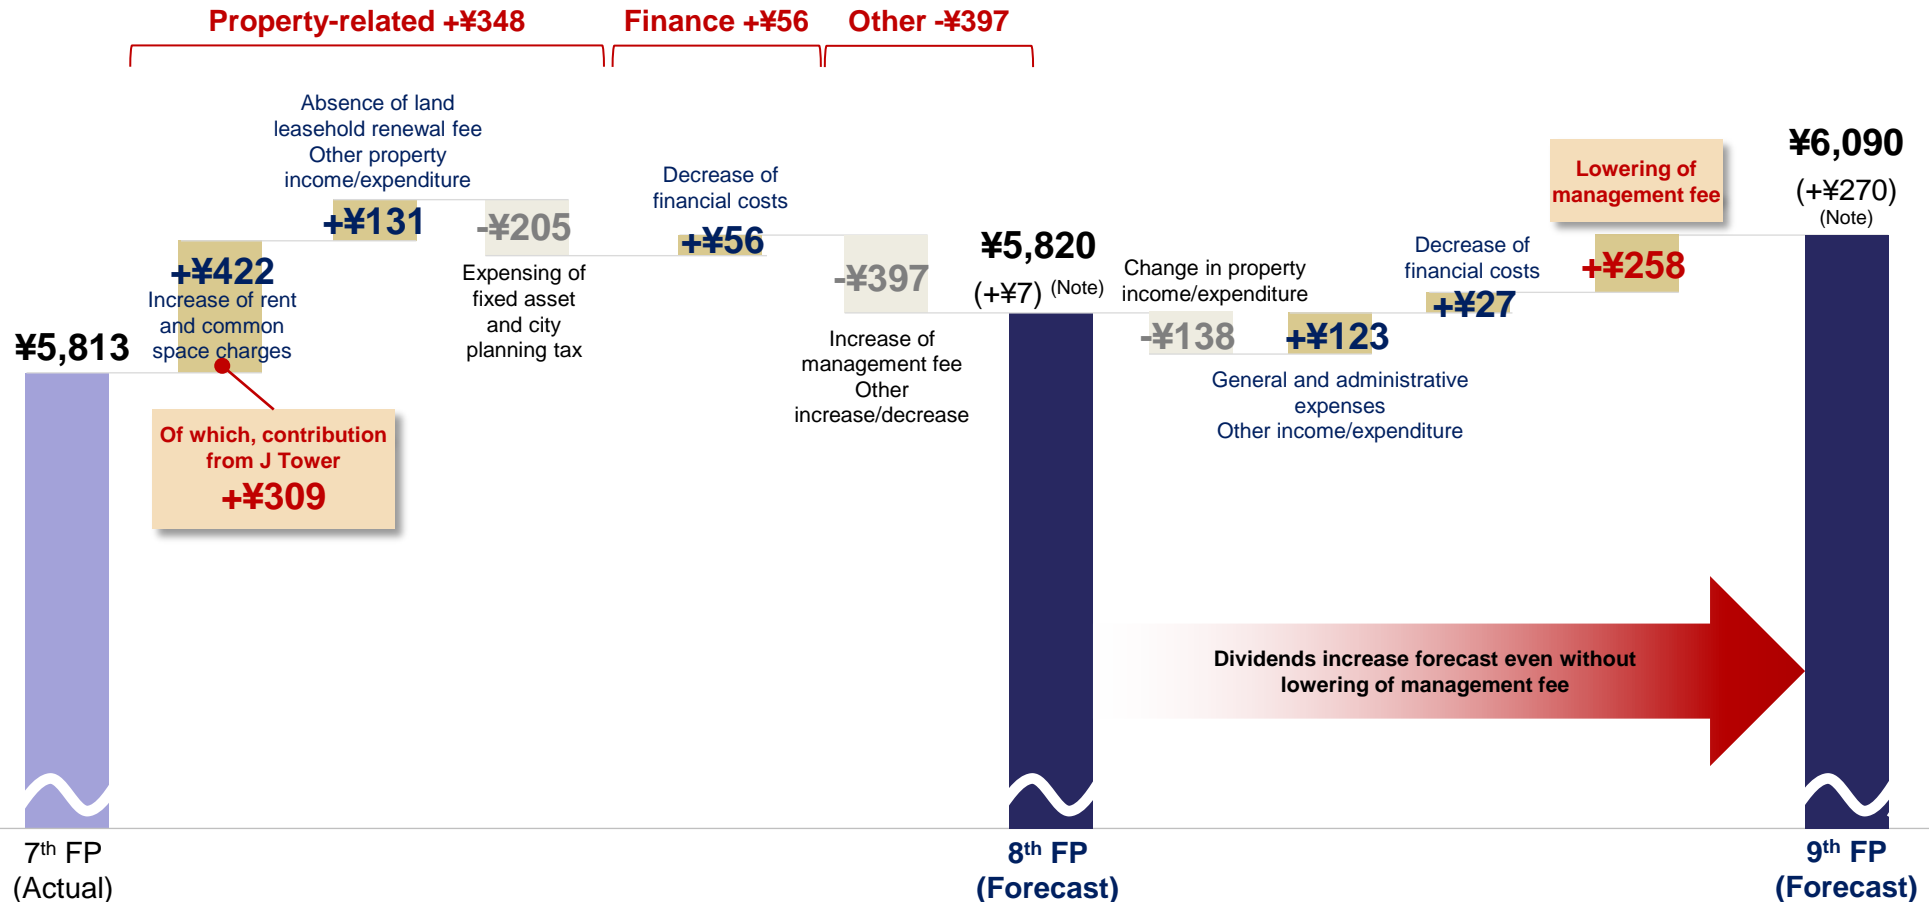 Property-related +¥348
Finance +¥56
Other -¥397
Absence of land
leasehold renewal fee
Other property
income/expenditure
+¥131
-¥205
Expensing of
fixed asset
and city
planning tax
+¥422
Increase of rent
and common
space charges
¥5,813
Of which, contribution
from J Tower
+¥309
Decrease of
financial costs
+¥56
-¥397
Increase of
management fee
Other
increase/decrease
¥5,820
(+¥7) (Note)
Change in property
income/expenditure
-¥138
+¥123
General and administrative
expenses
Other income/expenditure
Decrease of
financial costs
+¥27
Lowering of
management fee
+¥258
¥6,090
(+¥270)
(Note)
Dividends increase forecast even without
lowering of management fee
7th FP
(Actual)
8th FP
(Forecast)
9th FP
(Forecast)